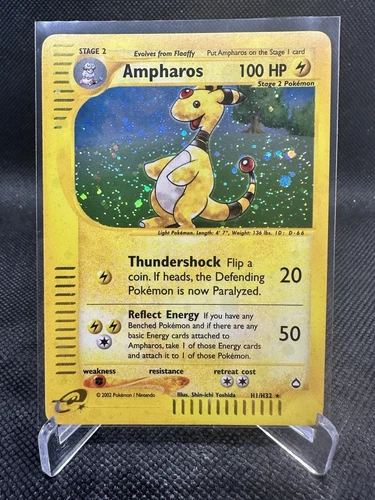 STAGE 2 Evolves from Flaaffy Put Ampharos on the Stage 1 card
Ampharos 100 HP
Stage 2 Pokémon
Light Pokémon. Length: 4' 7", Weight: 136 lbs. ID: D-66
Thundershock Flip a
coin. If heads, the Defending
Pokémon is now Paralyzed.
20
Reflect Energy If you have any
Benched Pokémon and if there are any
basic Energy cards attached to
Ampharos, take 1 of those Energy cards
and attach it to 1 of those Pokémon.
50
weakness resistance retreat cost
© 2002 Pokémon / Nintendo Illus. Shin-ichi Yoshida H1/H32 ★
e